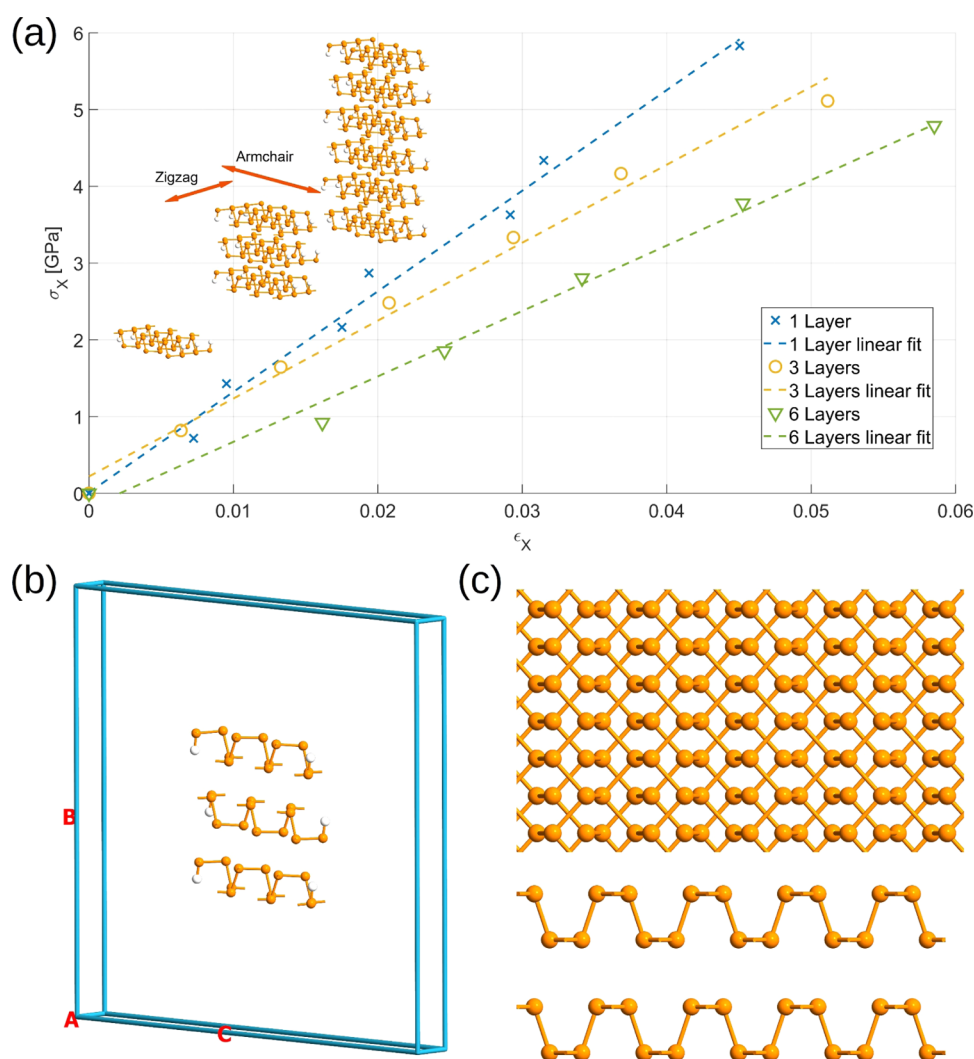 (a)
6
5
4
3
2
1
0
σX [GPa]
Armchair
Zigzag
1 Layer
1 Layer linear fit
3 Layers
3 Layers linear fit
6 Layers
6 Layers linear fit
0 0.01 0.02 0.03 0.04 0.05 0.06
ϵX
(b) (c)
B
A
C